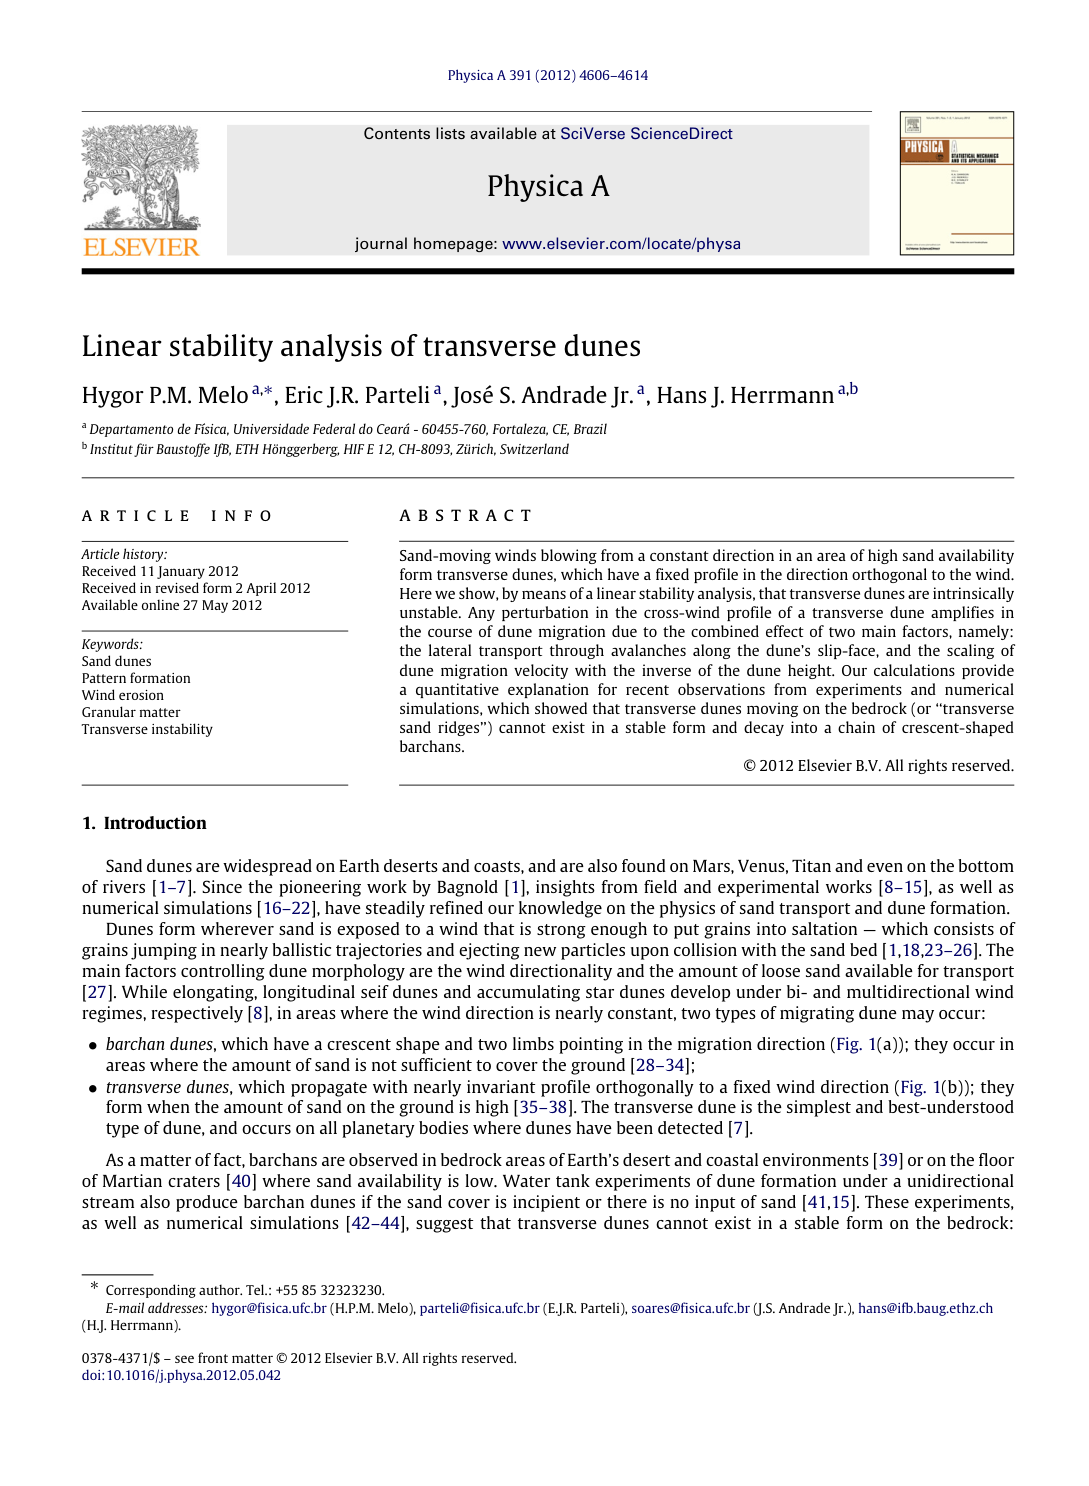 Physica A 391 (2012) 4606–4614
Contents lists available at SciVerse ScienceDirect
Physica A
journal homepage: www.elsevier.com/locate/physa
ELSEVIER
PHYSICA A
STATISTICAL MECHANICS
AND ITS APPLICATIONS
Linear stability analysis of transverse dunes
Hygor P.M. Melo a,*, Eric J.R. Parteli a, José S. Andrade Jr. a, Hans J. Herrmann a,b
a Departamento de Física, Universidade Federal do Ceará - 60455-760, Fortaleza, CE, Brazil
b Institut für Baustoffe IfB, ETH Hönggerberg, HIF E 12, CH-8093, Zürich, Switzerland
ARTICLE INFO
Article history:
Received 11 January 2012
Received in revised form 2 April 2012
Available online 27 May 2012
Keywords:
Sand dunes
Pattern formation
Wind erosion
Granular matter
Transverse instability
ABSTRACT
Sand-moving winds blowing from a constant direction in an area of high sand availability
form transverse dunes, which have a fixed profile in the direction orthogonal to the wind.
Here we show, by means of a linear stability analysis, that transverse dunes are intrinsically
unstable. Any perturbation in the cross-wind profile of a transverse dune amplifies in
the course of dune migration due to the combined effect of two main factors, namely:
the lateral transport through avalanches along the dune's slip-face, and the scaling of
dune migration velocity with the inverse of the dune height. Our calculations provide
a quantitative explanation for recent observations from experiments and numerical
simulations, which showed that transverse dunes moving on the bedrock (or “transverse
sand ridges”) cannot exist in a stable form and decay into a chain of crescent-shaped
barchans.
© 2012 Elsevier B.V. All rights reserved.
1. Introduction
Sand dunes are widespread on Earth deserts and coasts, and are also found on Mars, Venus, Titan and even on the bottom
of rivers [1–7]. Since the pioneering work by Bagnold [1], insights from field and experimental works [8–15], as well as
numerical simulations [16–22], have steadily refined our knowledge on the physics of sand transport and dune formation.
Dunes form wherever sand is exposed to a wind that is strong enough to put grains into saltation — which consists of
grains jumping in nearly ballistic trajectories and ejecting new particles upon collision with the sand bed [1,18,23–26]. The
main factors controlling dune morphology are the wind directionality and the amount of loose sand available for transport
[27]. While elongating, longitudinal seif dunes and accumulating star dunes develop under bi- and multidirectional wind
regimes, respectively [8], in areas where the wind direction is nearly constant, two types of migrating dune may occur:
• barchan dunes, which have a crescent shape and two limbs pointing in the migration direction (Fig. 1(a)); they occur in
areas where the amount of sand is not sufficient to cover the ground [28–34];
• transverse dunes, which propagate with nearly invariant profile orthogonally to a fixed wind direction (Fig. 1(b)); they
form when the amount of sand on the ground is high [35–38]. The transverse dune is the simplest and best-understood
type of dune, and occurs on all planetary bodies where dunes have been detected [7].
As a matter of fact, barchans are observed in bedrock areas of Earth's desert and coastal environments [39] or on the floor
of Martian craters [40] where sand availability is low. Water tank experiments of dune formation under a unidirectional
stream also produce barchan dunes if the sand cover is incipient or there is no input of sand [41,15]. These experiments,
as well as numerical simulations [42–44], suggest that transverse dunes cannot exist in a stable form on the bedrock:
* Corresponding author. Tel.: +55 85 32323230.
E-mail addresses: hygor@fisica.ufc.br (H.P.M. Melo), parteli@fisica.ufc.br (E.J.R. Parteli), soares@fisica.ufc.br (J.S. Andrade Jr.), hans@ifb.baug.ethz.ch
(H.J. Herrmann).
0378-4371/$ – see front matter © 2012 Elsevier B.V. All rights reserved.
doi:10.1016/j.physa.2012.05.042